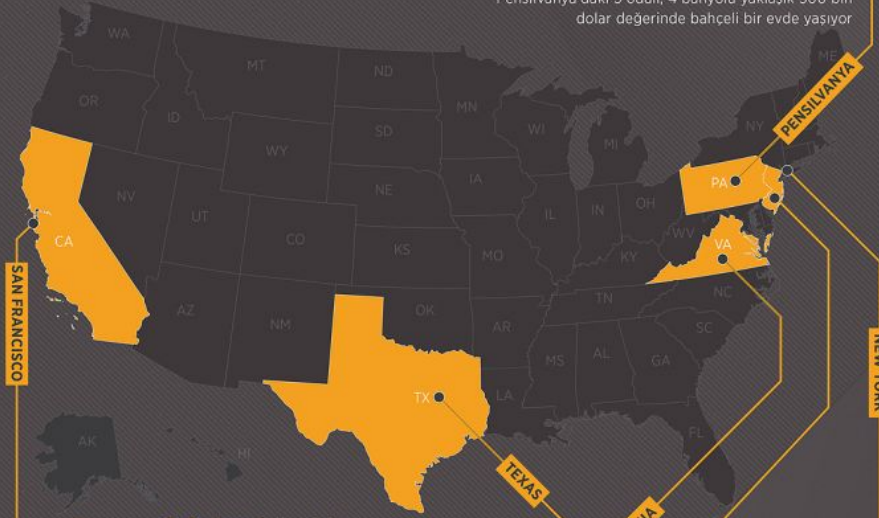 dolar değerinde bahçeli bir evde yaşıyor
WA
MT
ND
ME
OR
ID
MN
PENSILVANYA
SD
WI
NY
WY
MI
IA
PA
NV
NE
OH
UT
IL
IN
CA
CO
WV
VA
KS
MO
KY
SAN FRANCISCO
AZ
NM
OK
TN
NC
AR
SC
NEW YORK
MS
AL
GA
TX
LA
AK
HI
FL
TEXAS